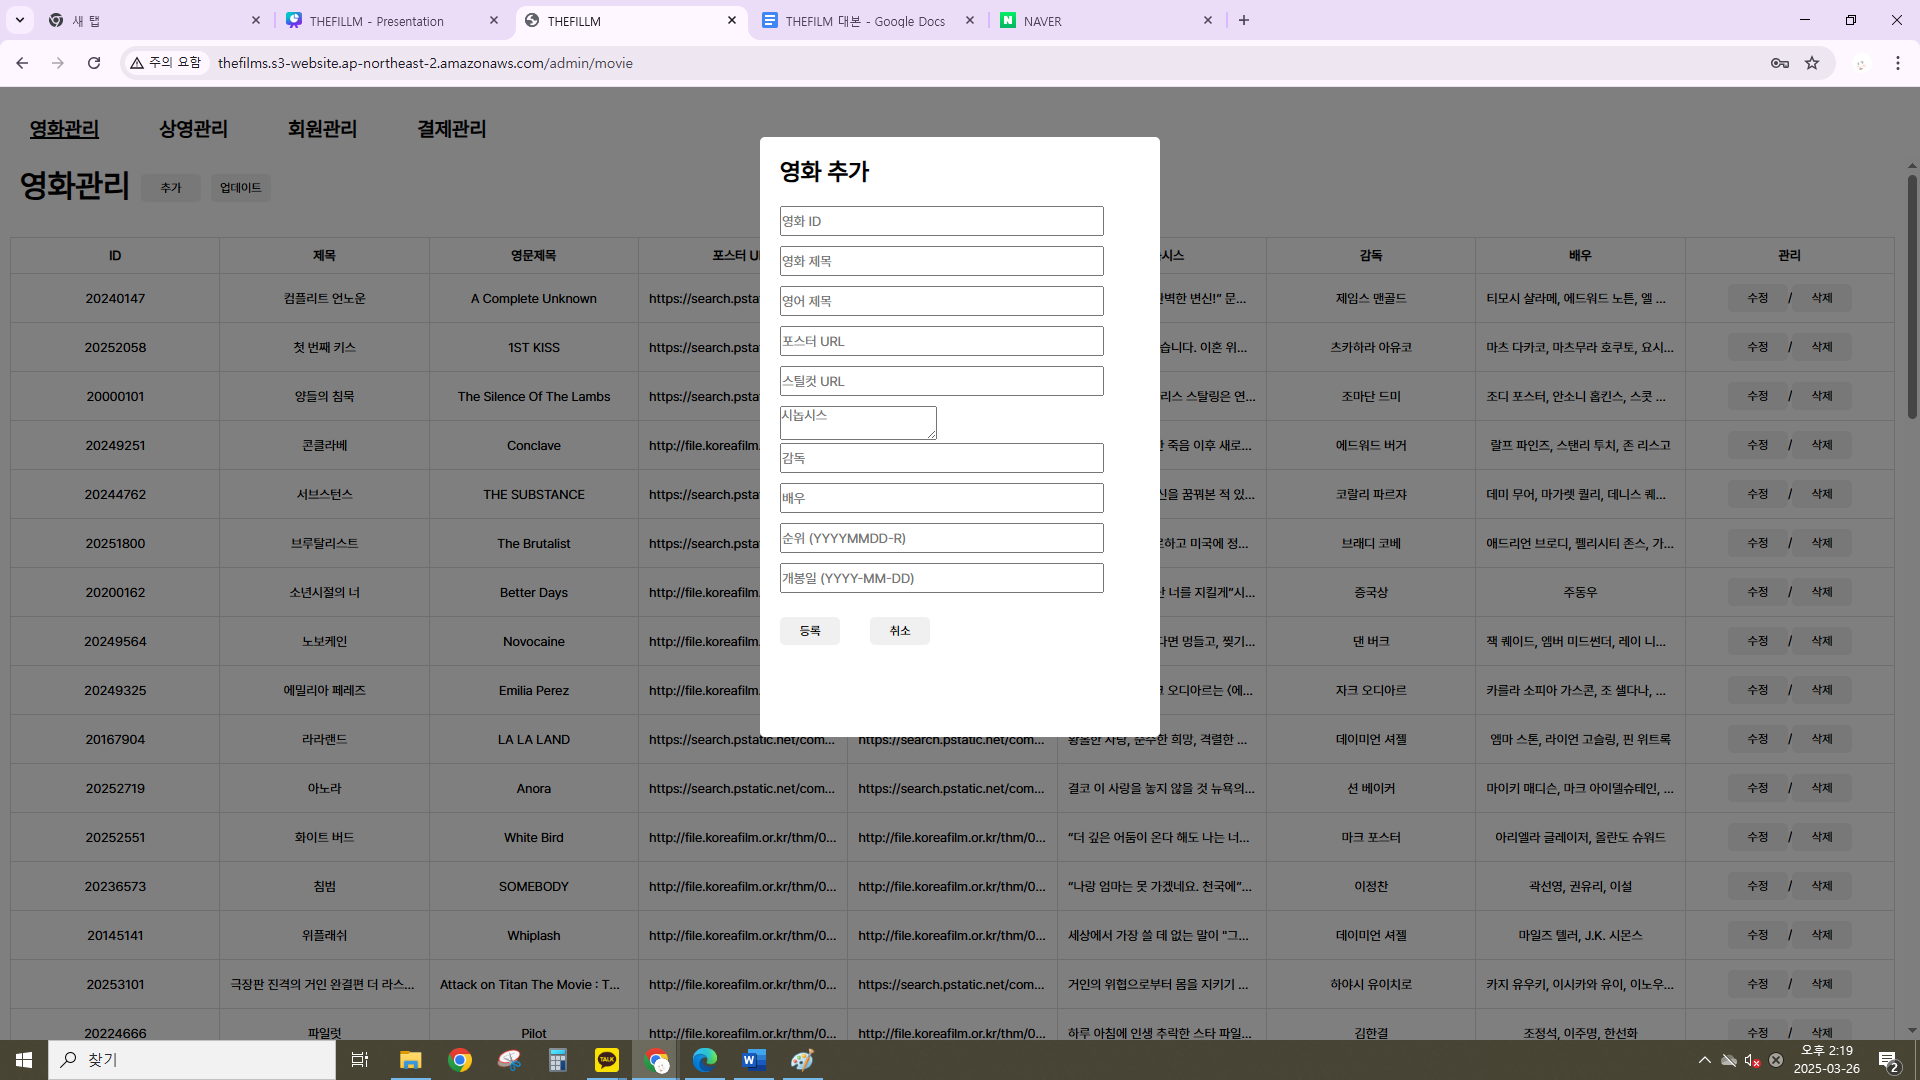 새 탭
THEFILLM - Presentation
THEFILLM
THEFILM 대본 - Google Docs
NAVER
주의 요함
thefilms.s3-website.ap-northeast-2.amazonaws.com/admin/movie
영화관리 상영관리 회원관리 결제관리
영화관리 추가 업데이트
영화 추가
영화 ID
영화 제목
영어 제목
포스터 URL
스틸컷 URL
시놉시스
감독
배우
순위 (YYYYMMDD-R)
개봉일 (YYYY-MM-DD)
등록 취소
ID 제목 영문제목 포스터 U 시스 감독 배우 관리
20240147 컴플리트 언노운 A Complete Unknown https://search.psta 벽한 변신!” 문... 제임스 맨골드 티모시 샬라메, 에드워드 노튼, 엘 ... 수정 / 삭제
20252058 첫 번째 키스 1ST KISS https://search.psta 습니다. 이혼 위... 츠카하라 아유코 마츠 다카코, 마츠무라 호쿠토, 요시... 수정 / 삭제
20000101 양들의 침묵 The Silence Of The Lambs https://search.psta 리스 스탈링은 연... 조나단 드미 조디 포스터, 안소니 홉킨스, 스콧 ... 수정 / 삭제
20249251 콘클라베 Conclave http://file.koreafilm 죽음 이후 새로... 에드워드 버거 랄프 파인즈, 스탠리 투치, 존 리스고 수정 / 삭제
20244762 서브스턴스 THE SUBSTANCE https://search.psta 신을 꿈꿔본 적 있... 코랄리 파르쟈 데미 무어, 마가렛 퀄리, 데니스 퀘... 수정 / 삭제
20251800 브루탈리스트 The Brutalist https://search.psta 하고 미국에 정... 브래디 코베 애드리언 브로디, 펠리시티 존스, 가... 수정 / 삭제
20200162 소년시절의 너 Better Days http://file.koreafilm 너를 지킬게”시... 증국상 주동우 수정 / 삭제
20249564 노보케인 Novocaine http://file.koreafilm 다면 멍들고, 찢기... 댄 버크 잭 퀘이드, 엠버 미드썬더, 레이 니... 수정 / 삭제
20249325 에밀리아 페레즈 Emilia Perez http://file.koreafilm 오디아르는 <에... 자크 오디아르 카를라 소피아 가스콘, 조 샐다나, ... 수정 / 삭제
20167904 라라랜드 LA LA LAND https://search.pstatic.net/com... https://search.pstatic.net/com... 황홀한 사랑, 순수한 희망, 격렬한 ... 데이미언 셔젤 엠마 스톤, 라이언 고슬링, 핀 위트록 수정 / 삭제
20252719 아노라 Anora https://search.pstatic.net/com... https://search.pstatic.net/com... 결코 이 사랑을 놓지 않을 것 뉴욕의... 션 베이커 마이키 매디슨, 마크 아이델슈테인, ... 수정 / 삭제
20252551 화이트 버드 White Bird http://file.koreafilm.or.kr/thm/0... http://file.koreafilm.or.kr/thm/0... “더 깊은 어둠이 온다 해도 나는 너... 마크 포스터 아리엘라 글레이저, 올란도 슈워드 수정 / 삭제
20236573 침범 SOMEBODY http://file.koreafilm.or.kr/thm/0... http://file.koreafilm.or.kr/thm/0... “나랑 엄마는 못 가겠네요. 천국에”... 이정찬 곽선영, 권유리, 이설 수정 / 삭제
20145141 위플래쉬 Whiplash http://file.koreafilm.or.kr/thm/0... http://file.koreafilm.or.kr/thm/0... 세상에서 가장 쓸 데 없는 말이 "그... 데이미언 셔젤 마일즈 텔러, J.K. 시몬스 수정 / 삭제
20253101 극장판 진격의 거인 완결편 더 라스... Attack on Titan The Movie : T... http://file.koreafilm.or.kr/thm/0... https://search.pstatic.net/com... 거인의 위협으로부터 몸을 지키기 ... 하야시 유이치로 카지 유우키, 이시카와 유이, 이노우... 수정 / 삭제
20224666 파일럿 Pilot http://file.koreafilm.or.kr/thm/0... http://file.koreafilm.or.kr/thm/0... 하루 아침에 인생 추락한 스타 파일... 김한결 조정석, 이주명, 한선화 수정 / 삭제
찾기
TALK
오후 2:19
2025-03-26
2